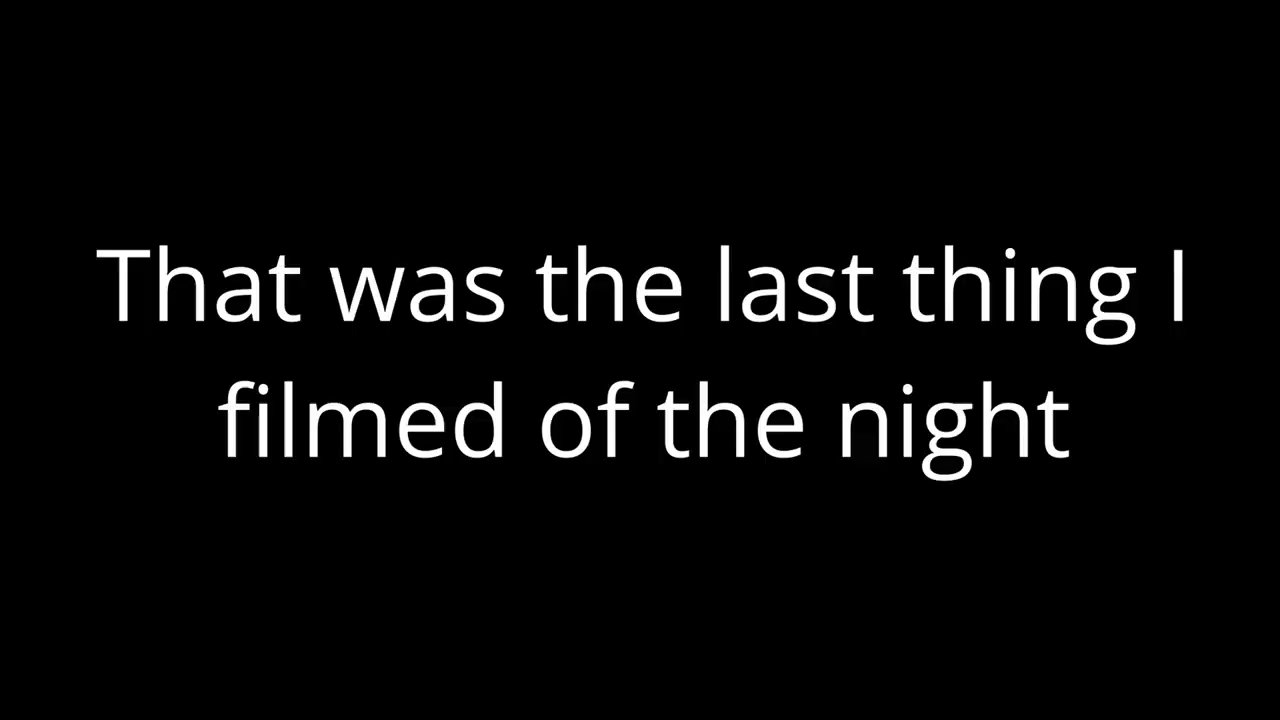 That was the last thing I
filmed of the night